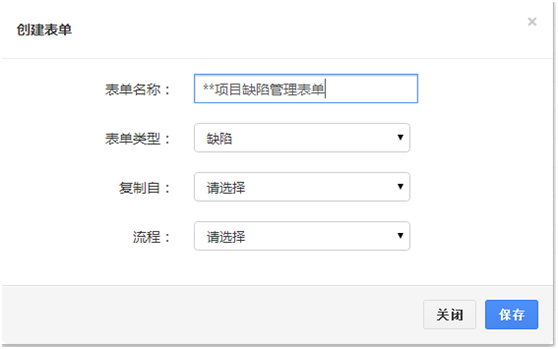 创建表单
×
表单名称： **项目缺陷管理表单
表单类型： 缺陷
复制自： 请选择
流程： 请选择
关闭 保存